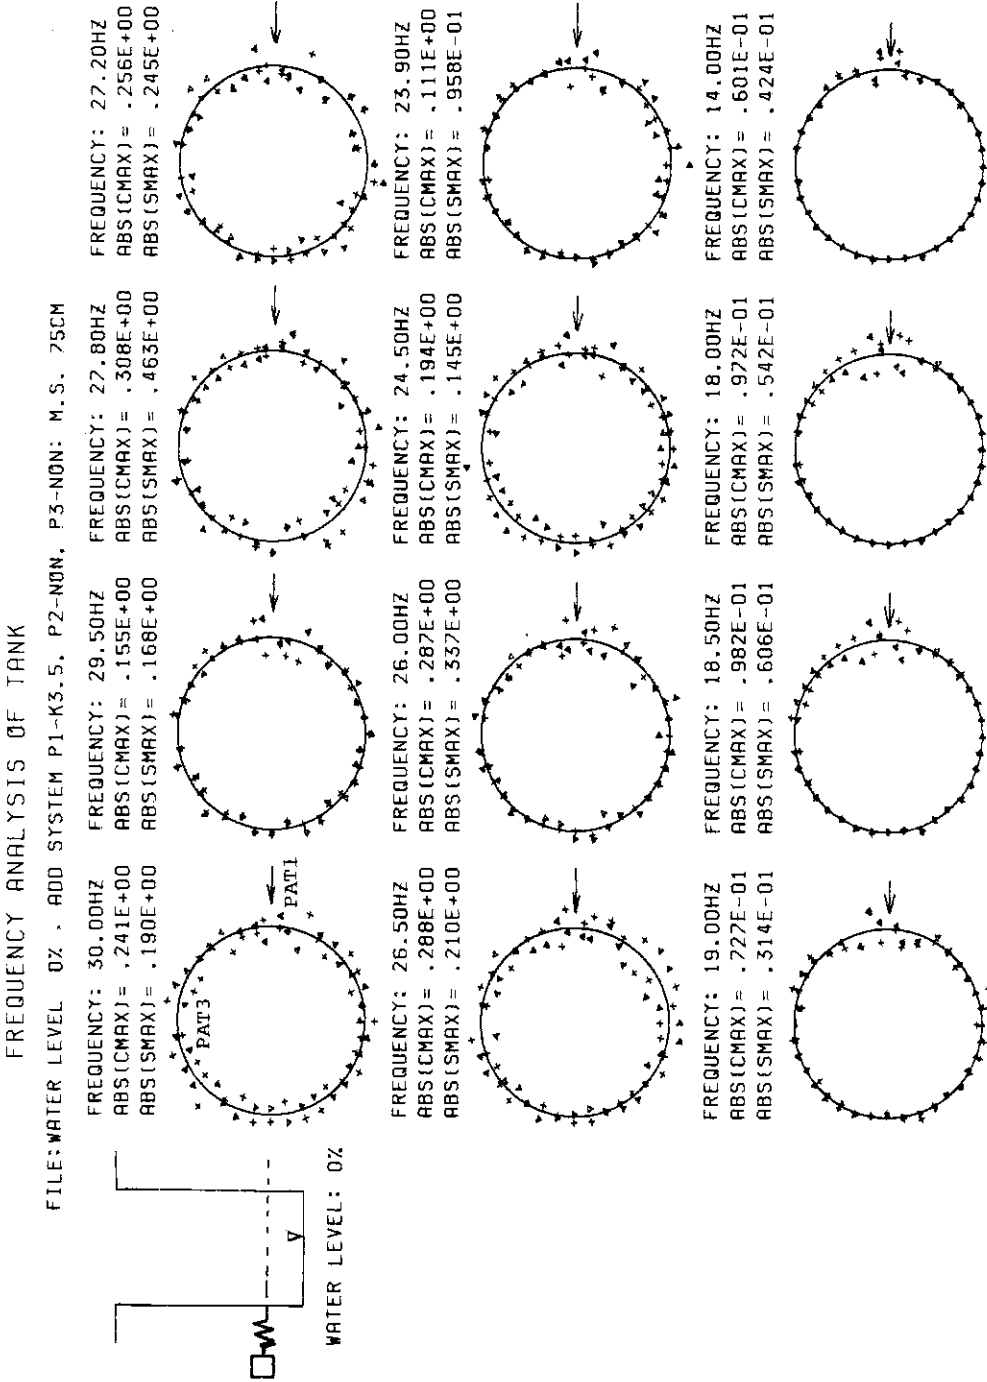 FREQUENCY ANALYSIS OF TANK
FILE:WATER LEVEL 0% , ADD SYSTEM P1-K3.5, P2-NON, P3-NON: M.S. 75CM
FREQUENCY: 30.00HZ
ABS(CMAX)= .241E+00
ABS(SMAX)= .190E+00
PAT3
PAT1
FREQUENCY: 29.50HZ
ABS(CMAX)= .155E+00
ABS(SMAX)= .168E+00
FREQUENCY: 27.80HZ
ABS(CMAX)= .308E+00
ABS(SMAX)= .463E+00
FREQUENCY: 27.20HZ
ABS(CMAX)= .256E+00
ABS(SMAX)= .245E+00
WATER LEVEL: 0%
FREQUENCY: 26.50HZ
ABS(CMAX)= .288E+00
ABS(SMAX)= .210E+00
FREQUENCY: 26.00HZ
ABS(CMAX)= .287E+00
ABS(SMAX)= .337E+00
FREQUENCY: 24.50HZ
ABS(CMAX)= .194E+00
ABS(SMAX)= .145E+00
FREQUENCY: 23.90HZ
ABS(CMAX)= .111E+00
ABS(SMAX)= .958E-01
FREQUENCY: 19.00HZ
ABS(CMAX)= .727E-01
ABS(SMAX)= .314E-01
FREQUENCY: 18.50HZ
ABS(CMAX)= .982E-01
ABS(SMAX)= .606E-01
FREQUENCY: 18.00HZ
ABS(CMAX)= .972E-01
ABS(SMAX)= .542E-01
FREQUENCY: 14.00HZ
ABS(CMAX)= .601E-01
ABS(SMAX)= .424E-01